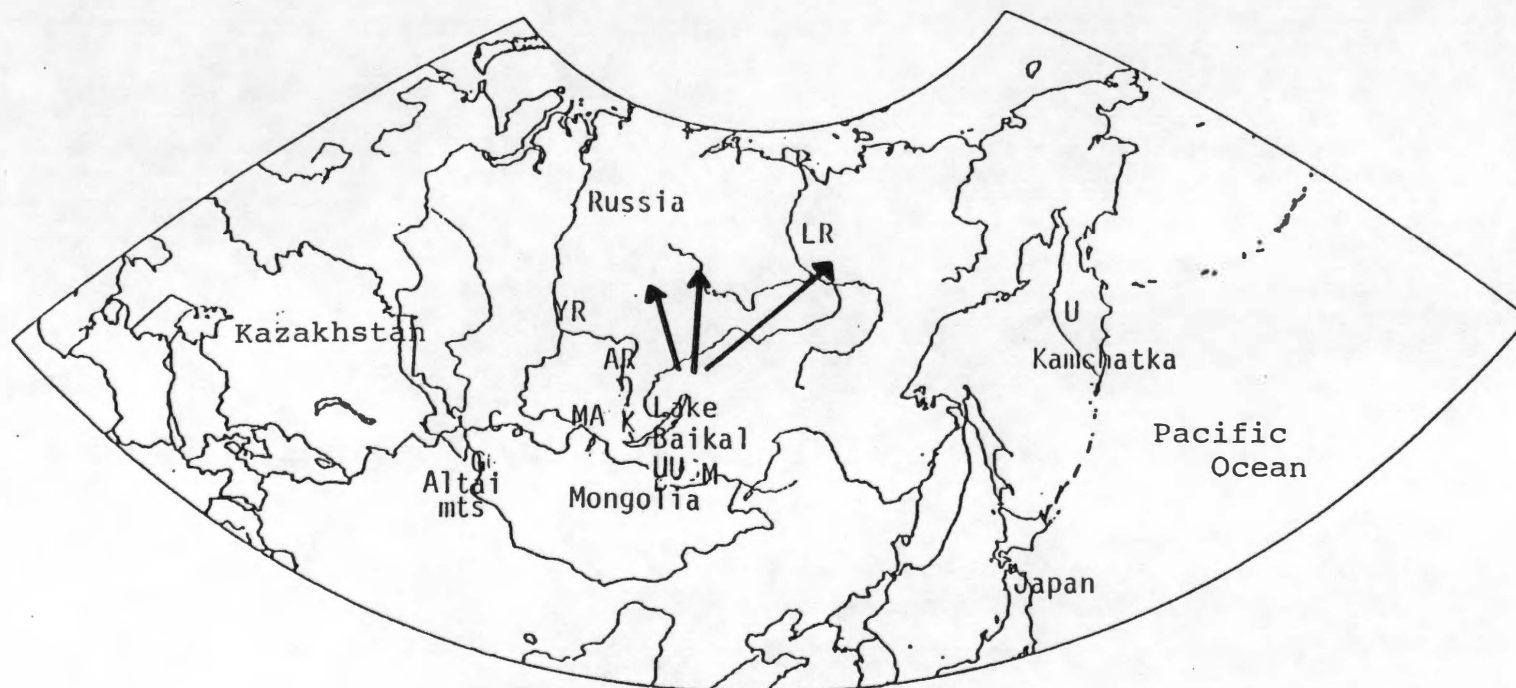 Russia
LR
YR
U
Kazakhstan
AR
Kamchatka
MA
K
Lake
Baikal
C
Pacific
Ocean
UU
M
G
Altai
mts
Mongolia
Japan